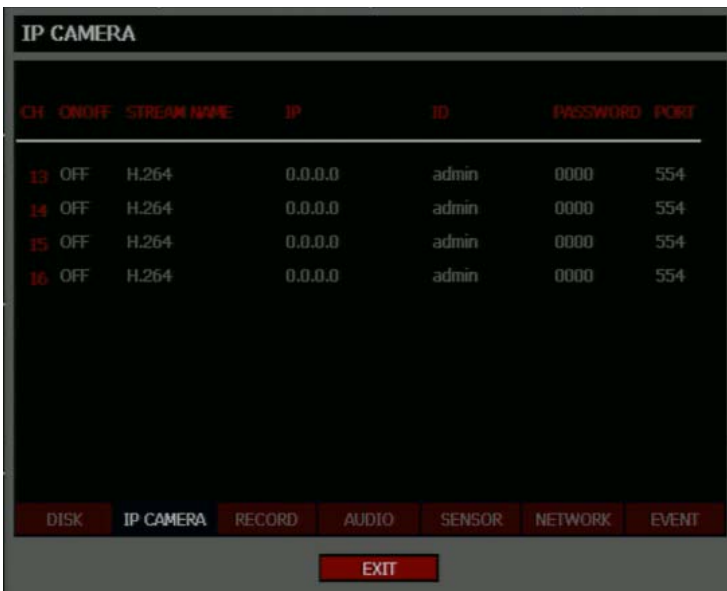 IP CAMERA
CH ONOFF STREAM NAME IP ID PASSWORD PORT
13 OFF H.264 0.0.0.0 admin 0000 554
14 OFF H.264 0.0.0.0 admin 0000 554
15 OFF H.264 0.0.0.0 admin 0000 554
16 OFF H.264 0.0.0.0 admin 0000 554
DISK IP CAMERA RECORD AUDIO SENSOR NETWORK EVENT
EXIT